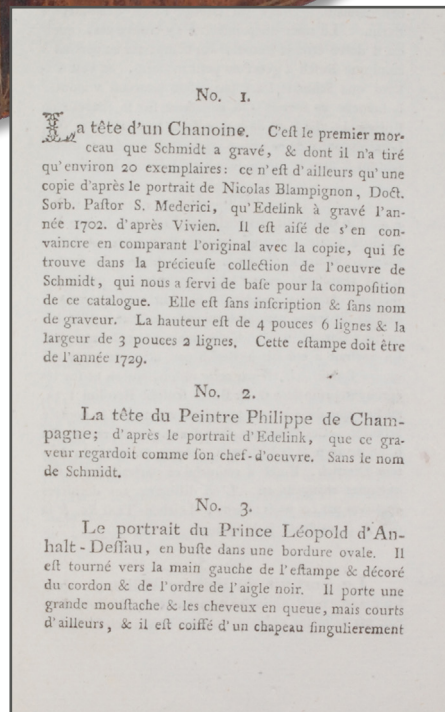 No. 1.
La tête d'un Chanoine. C'eſt le premier mor-
ceau que Schmidt a gravé, & dont il n'a tiré
qu'environ 20 exemplaires: ce n'eſt d'ailleurs qu'une
copie d'après le portrait de Nicolas Blampignon, Doct.
Sorb. Paſtor S. Mederici, qu'Edelink à gravé l'an-
née 1702. d'après Vivien. Il eſt aiſé de s'en con-
vaincre en comparant l'original avec la copie, qui ſe
trouve dans la précieuſe collection de l'oeuvre de
Schmidt, qui nous a ſervi de baſe pour la compoſition
de ce catalogue. Elle eſt ſans inſcription & ſans nom
de graveur. La hauteur eſt de 4 pouces 6 lignes & la
largeur de 3 pouces 2 lignes. Cette eſtampe doit être
de l'année 1729.
No. 2.
La tête du Peintre Philippe de Cham-
pagne; d'après le portrait d'Edelink, que ce gra-
veur regardoit comme ſon chef-d'oeuvre. Sans le nom
de Schmidt.
No. 3.
Le portrait du Prince Léopold d'An-
halt-Deſſau, en buſte dans une bordure ovale. Il
eſt tourné vers la main gauche de l'eſtampe & décoré
du cordon & de l'ordre de l'aigle noir. Il porte une
grande mouſtache & les cheveux en queue, mais courts
d'ailleurs, & il eſt coiffé d'un chapeau ſingulierement